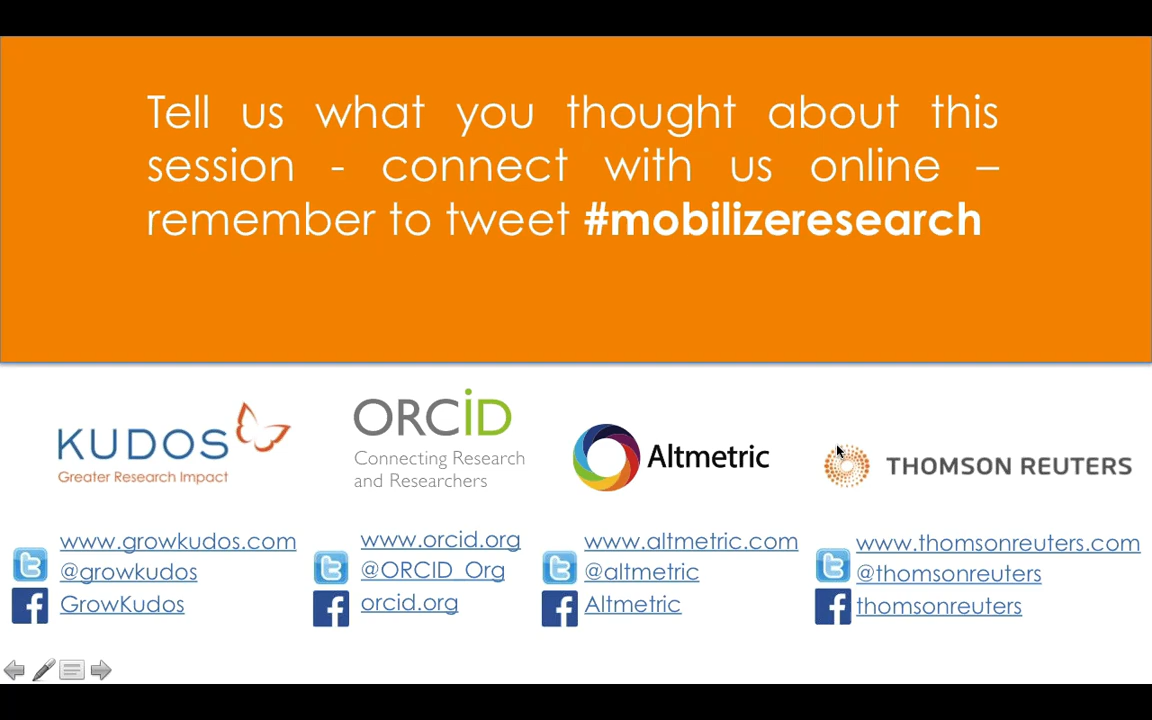 Tell us what you thought about this
session - connect with us online –
remember to tweet #mobilizeresearch
KUDOS
Greater Research Impact
www.growkudos.com
@growkudos
GrowKudos
ORCiD
Connecting Research
and Researchers
www.orcid.org
@ORCID_Org
orcid.org
Altmetric
www.altmetric.com
@altmetric
Altmetric
THOMSON REUTERS
www.thomsonreuters.com
@thomsonreuters
thomsonreuters